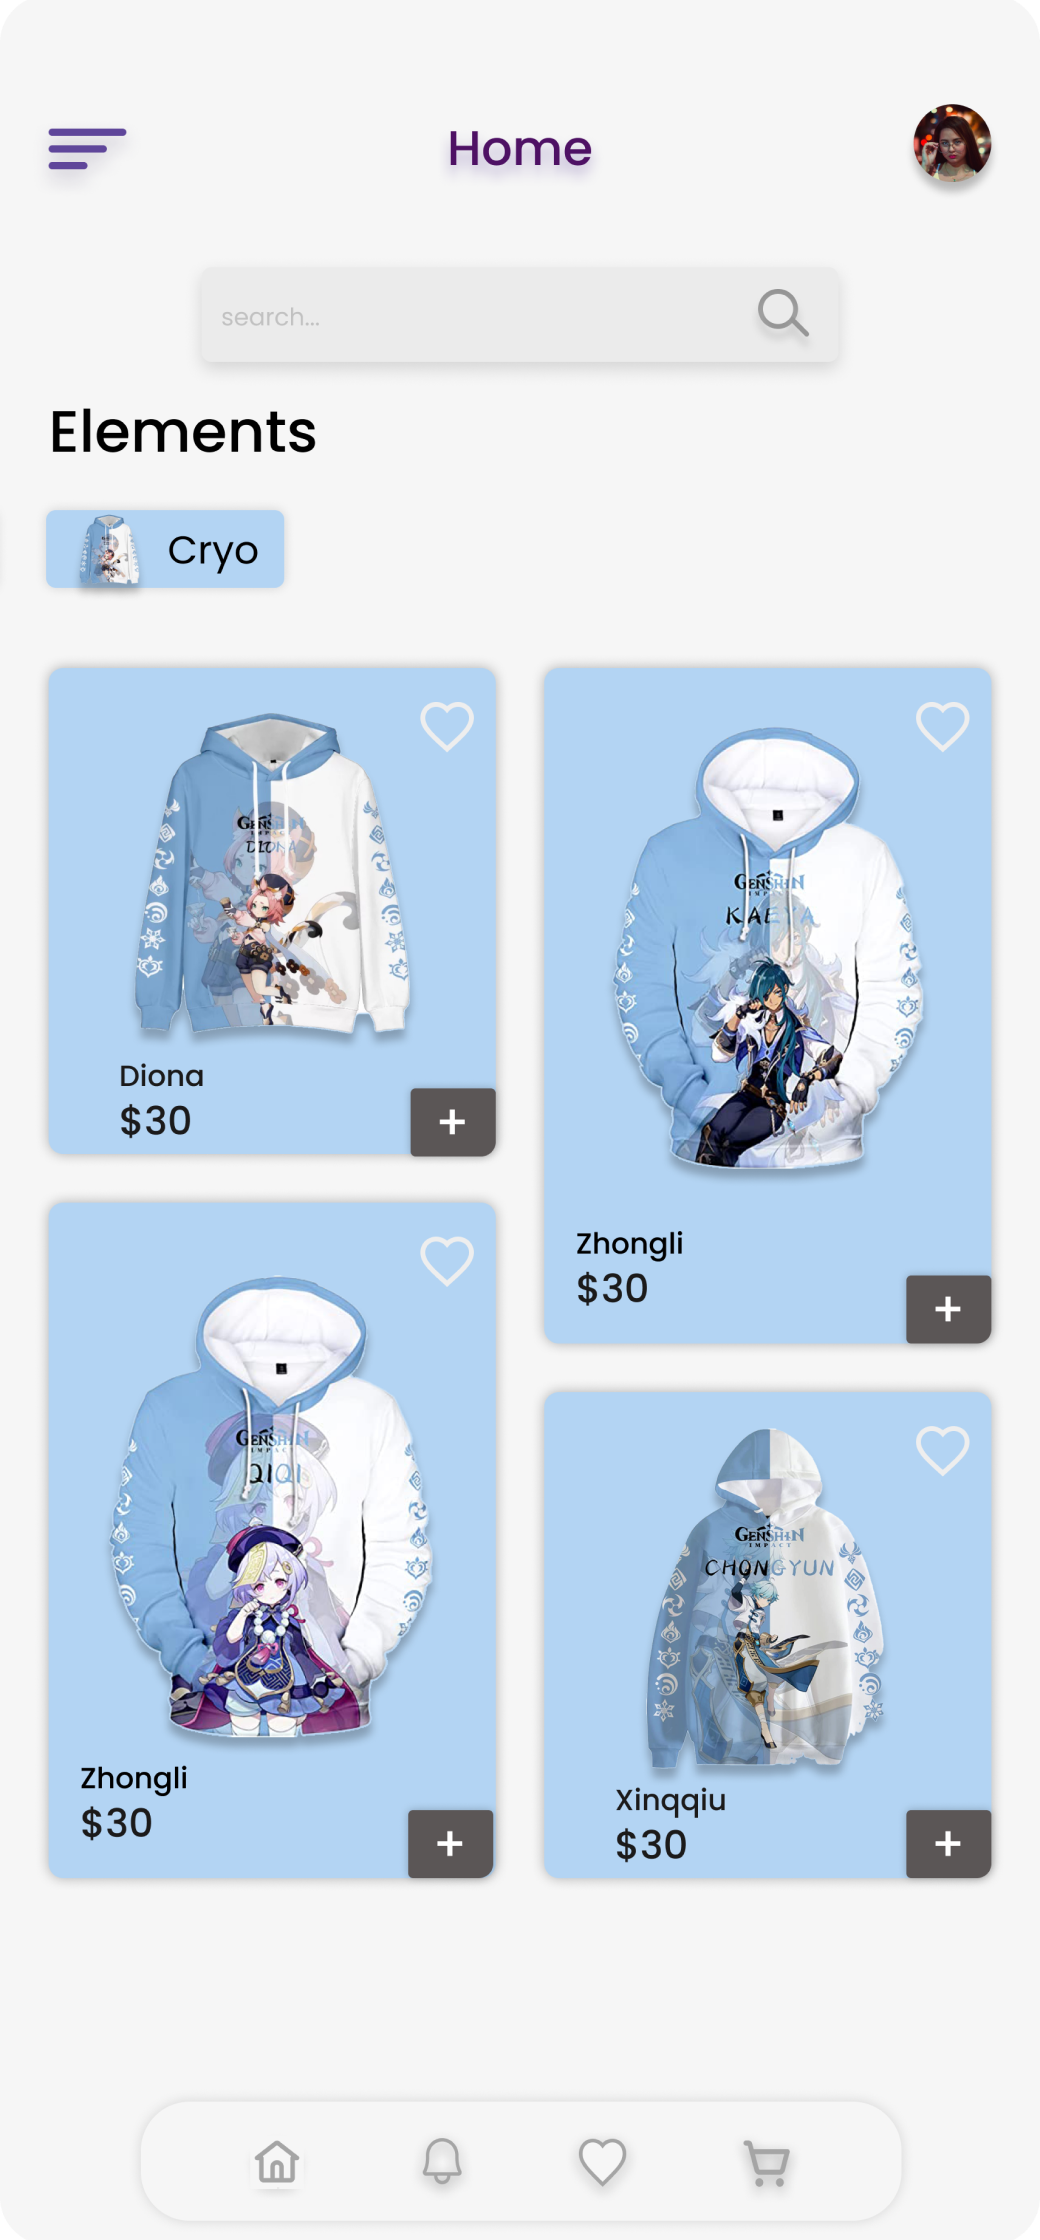 Home
search...
Elements
Cryo
GENSHIN
IMPACT
DIONA
Diona
$30
+
GENSHIN
IMPACT
KAEYA
Zhongli
$30
+
GENSHIN
IMPACT
QIQI
Zhongli
$30
+
GENSHIN
IMPACT
CHONGYUN
Xinqqiu
$30
+